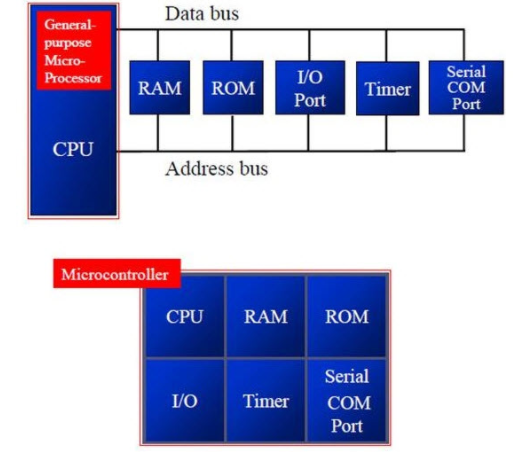 General-
purpose
Micro-
Processor
CPU
Data bus
RAM
ROM
I/O
Port
Timer
Serial
COM
Port
Address bus
Microcontroller
CPU
RAM
ROM
I/O
Timer
Serial
COM
Port